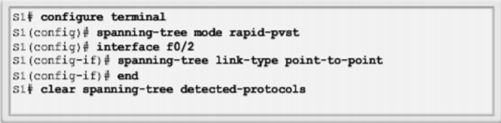 S1# configure terminal
S1(config)# spanning-tree mode rapid-pvst
S1(config)# interface f0/2
S1(config-if)# spanning-tree link-type point-to-point
S1(config-if)# end
S1# clear spanning-tree detected-protocols